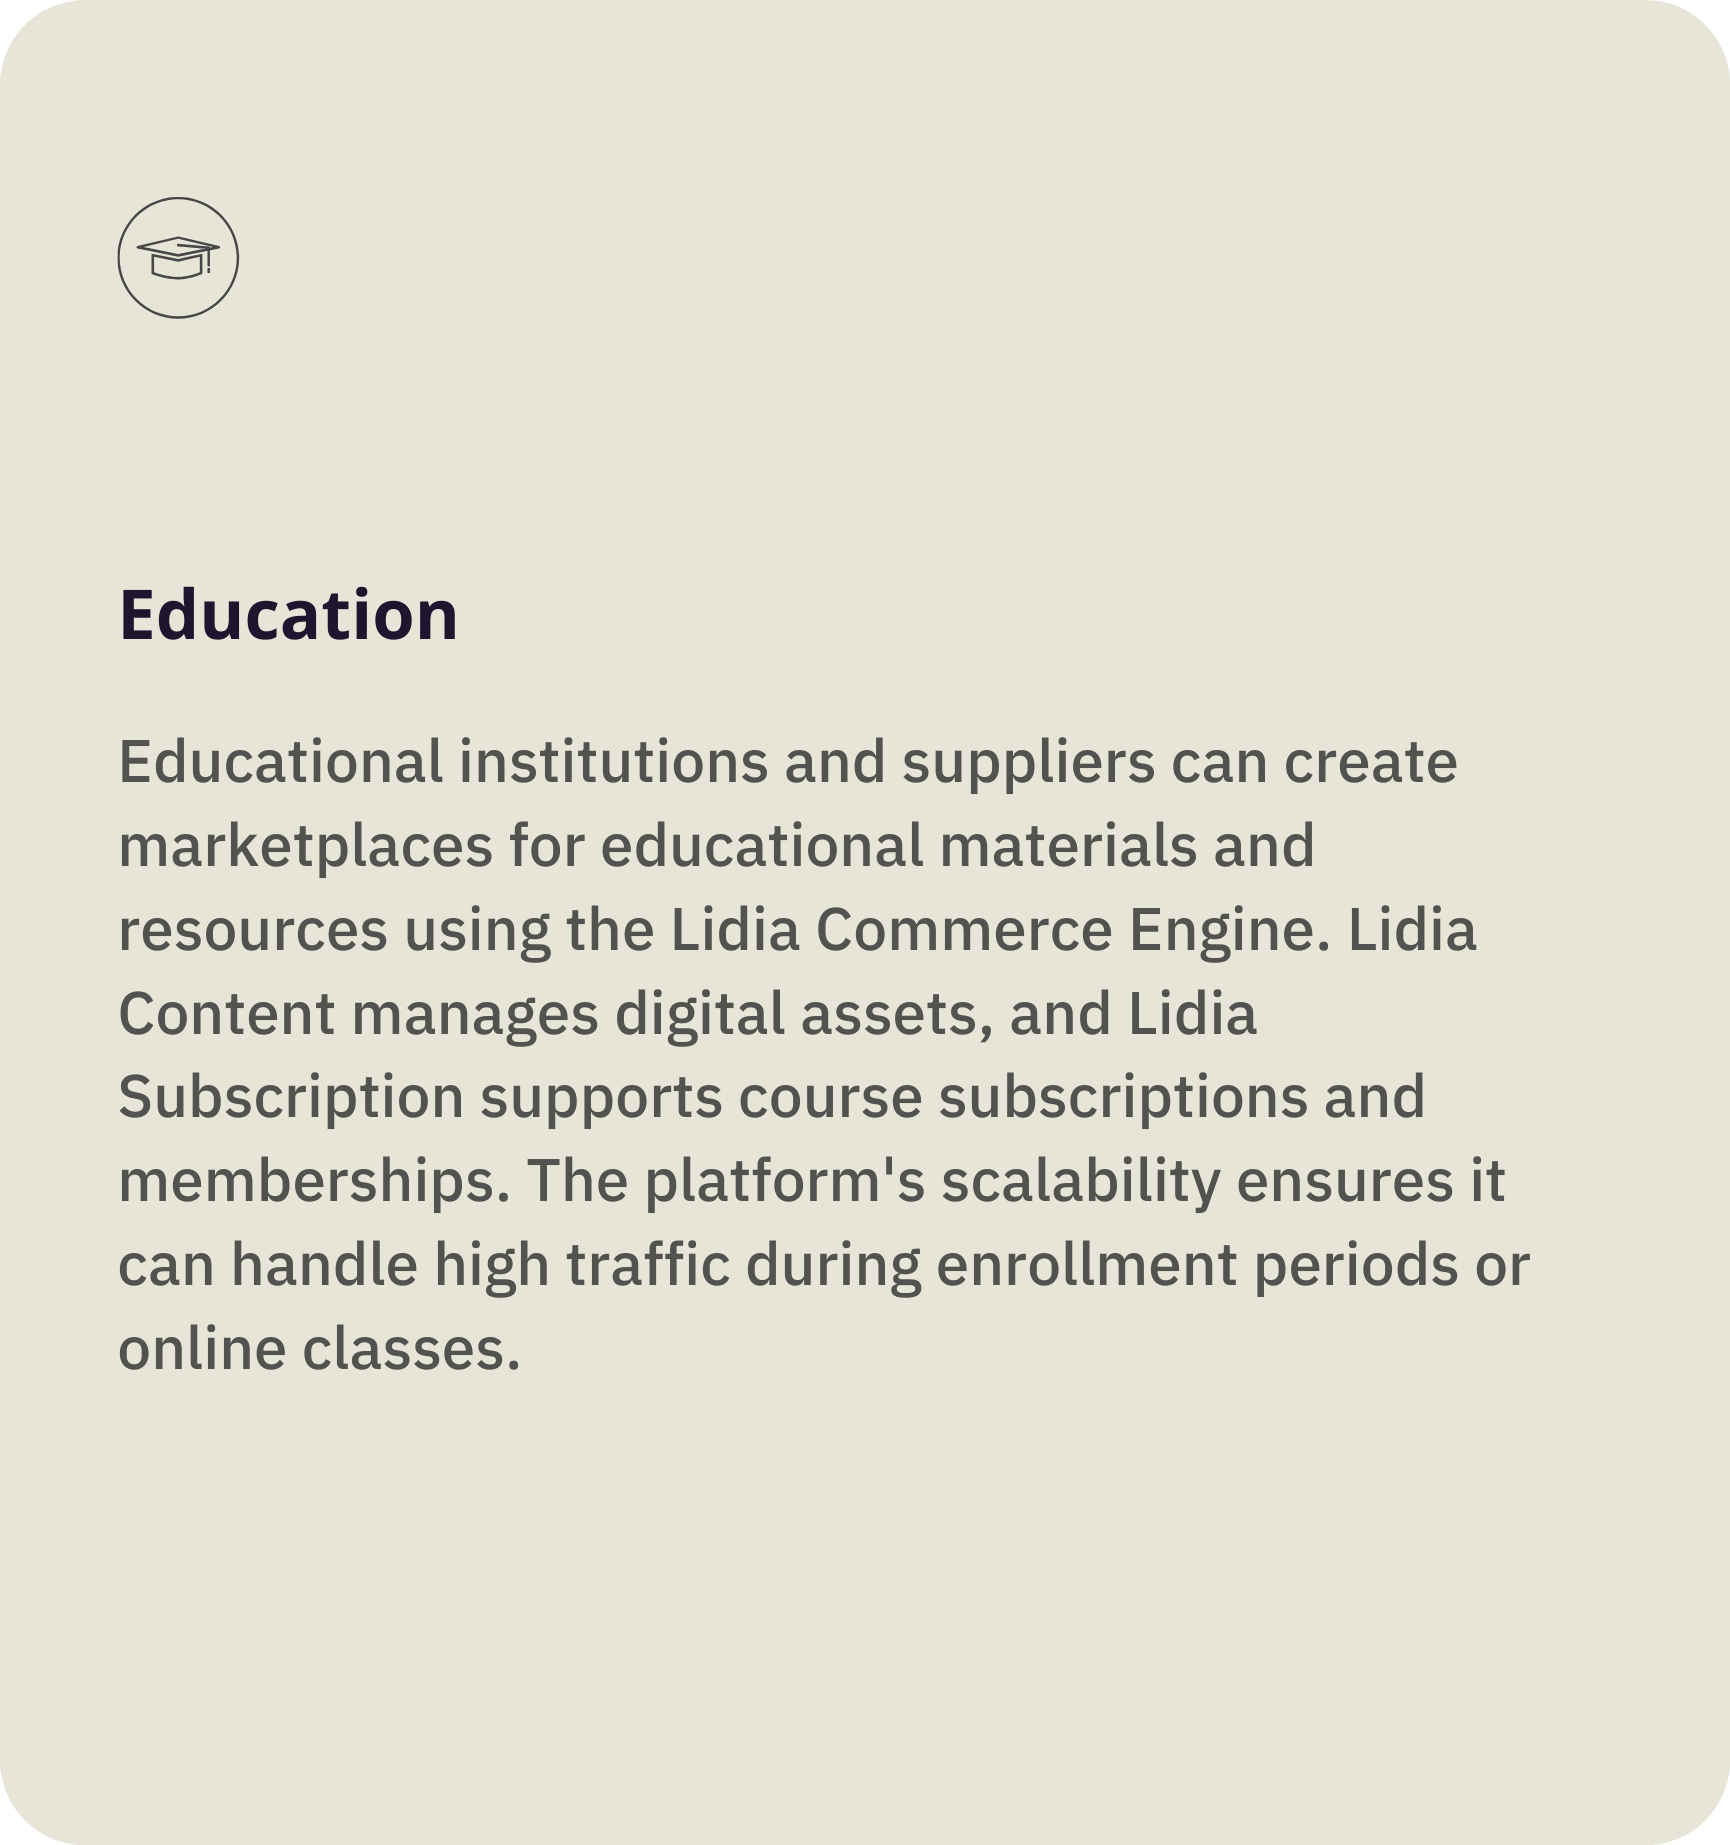 Education
Educational institutions and suppliers can create
marketplaces for educational materials and
resources using the Lidia Commerce Engine. Lidia
Content manages digital assets, and Lidia
Subscription supports course subscriptions and
memberships. The platform's scalability ensures it
can handle high traffic during enrollment periods or
online classes.